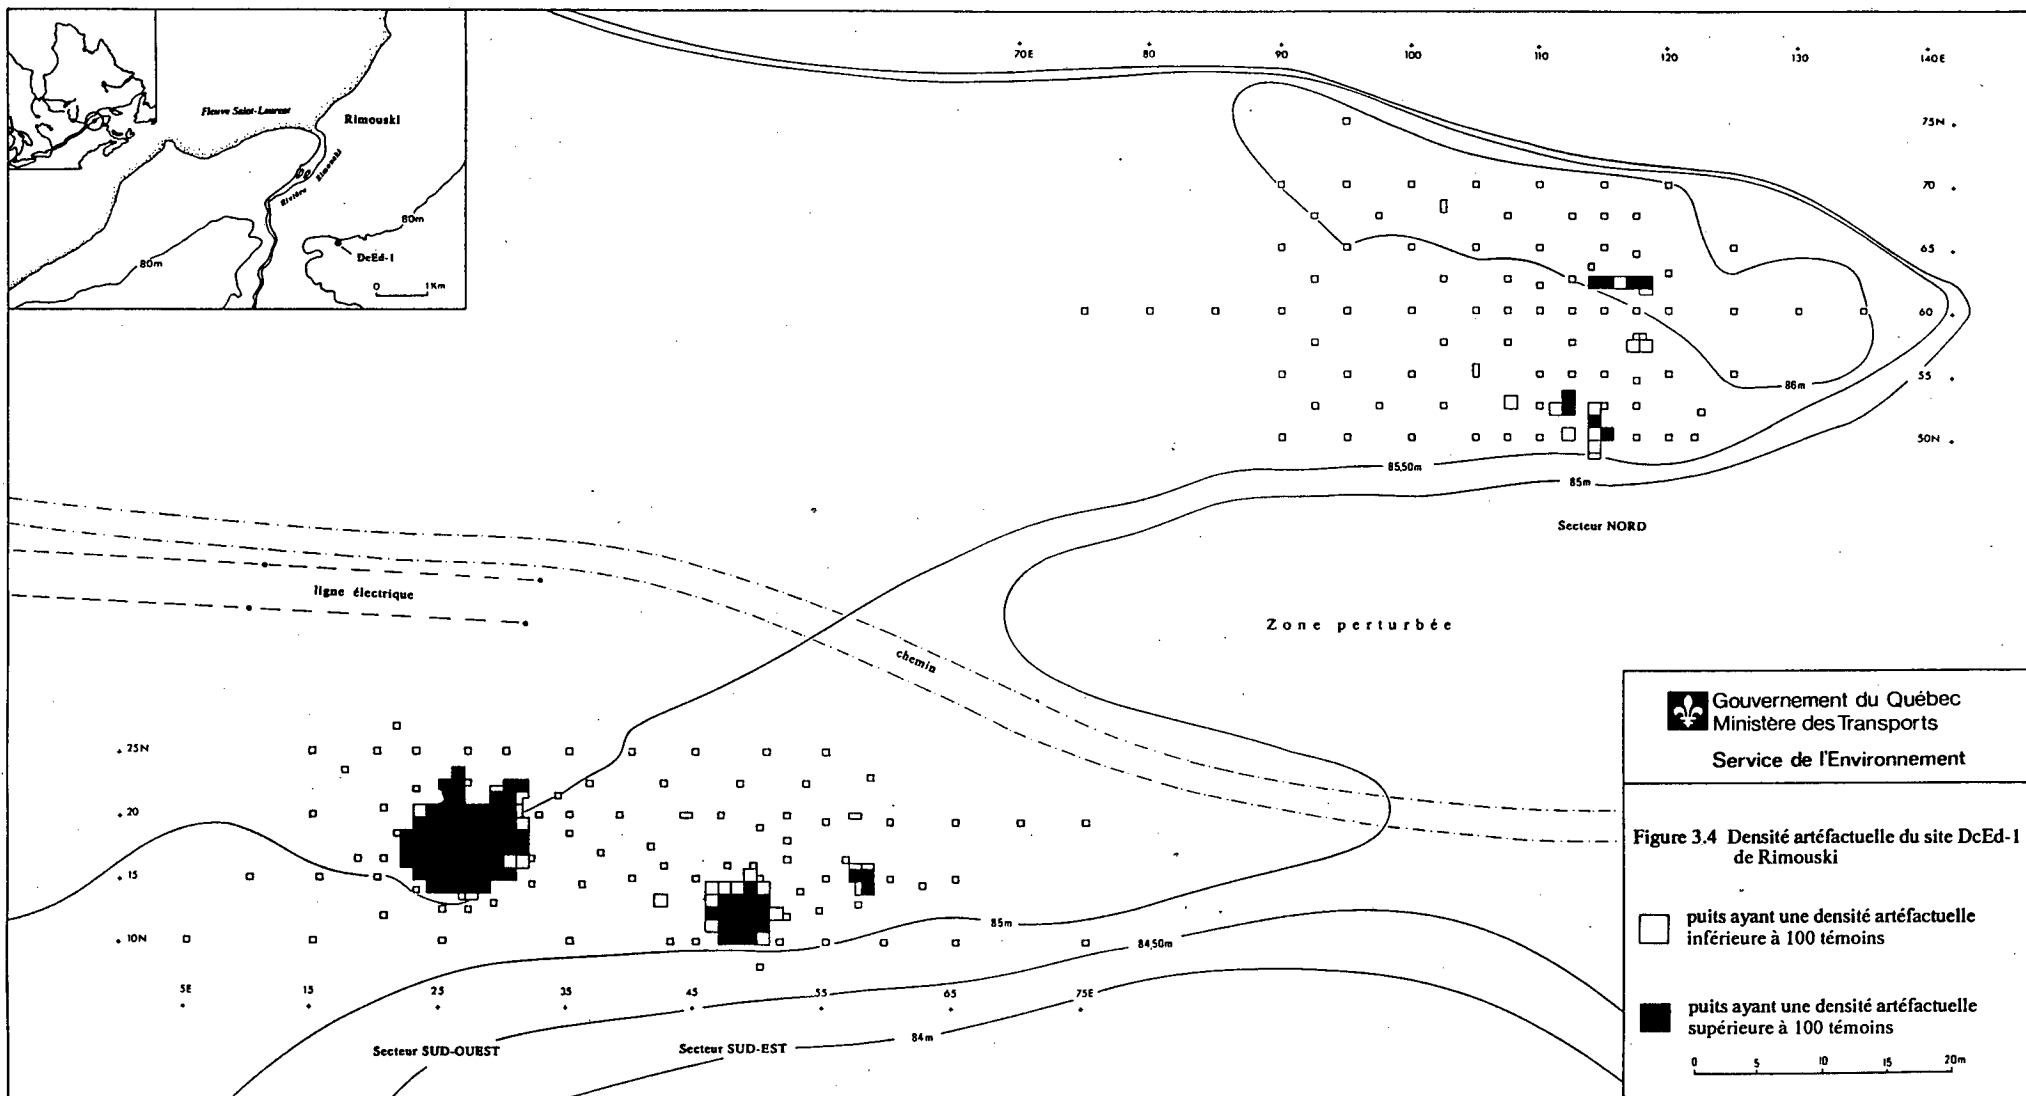 Fleuve Saint-Laurent
Rimouski
Rivière Rimouski
80m
80m
DcEd-1
0 1Km
70E 80 90 100 110 120 130 140E
75N
70
65
60
55
50N
86m
85,50m
85m
Secteur NORD
ligne électrique
chemin
Zone perturbée
25N
20
15
10N
5E 15 25 35 45 55 65 75E
85m
84,50m
84m
Secteur SUD-OUEST
Secteur SUD-EST
Gouvernement du Québec
Ministère des Transports
Service de l'Environnement
Figure 3.4 Densité artéfactuelle du site DcEd-1
de Rimouski
puits ayant une densité artéfactuelle
inférieure à 100 témoins
puits ayant une densité artéfactuelle
supérieure à 100 témoins
0 5 10 15 20m